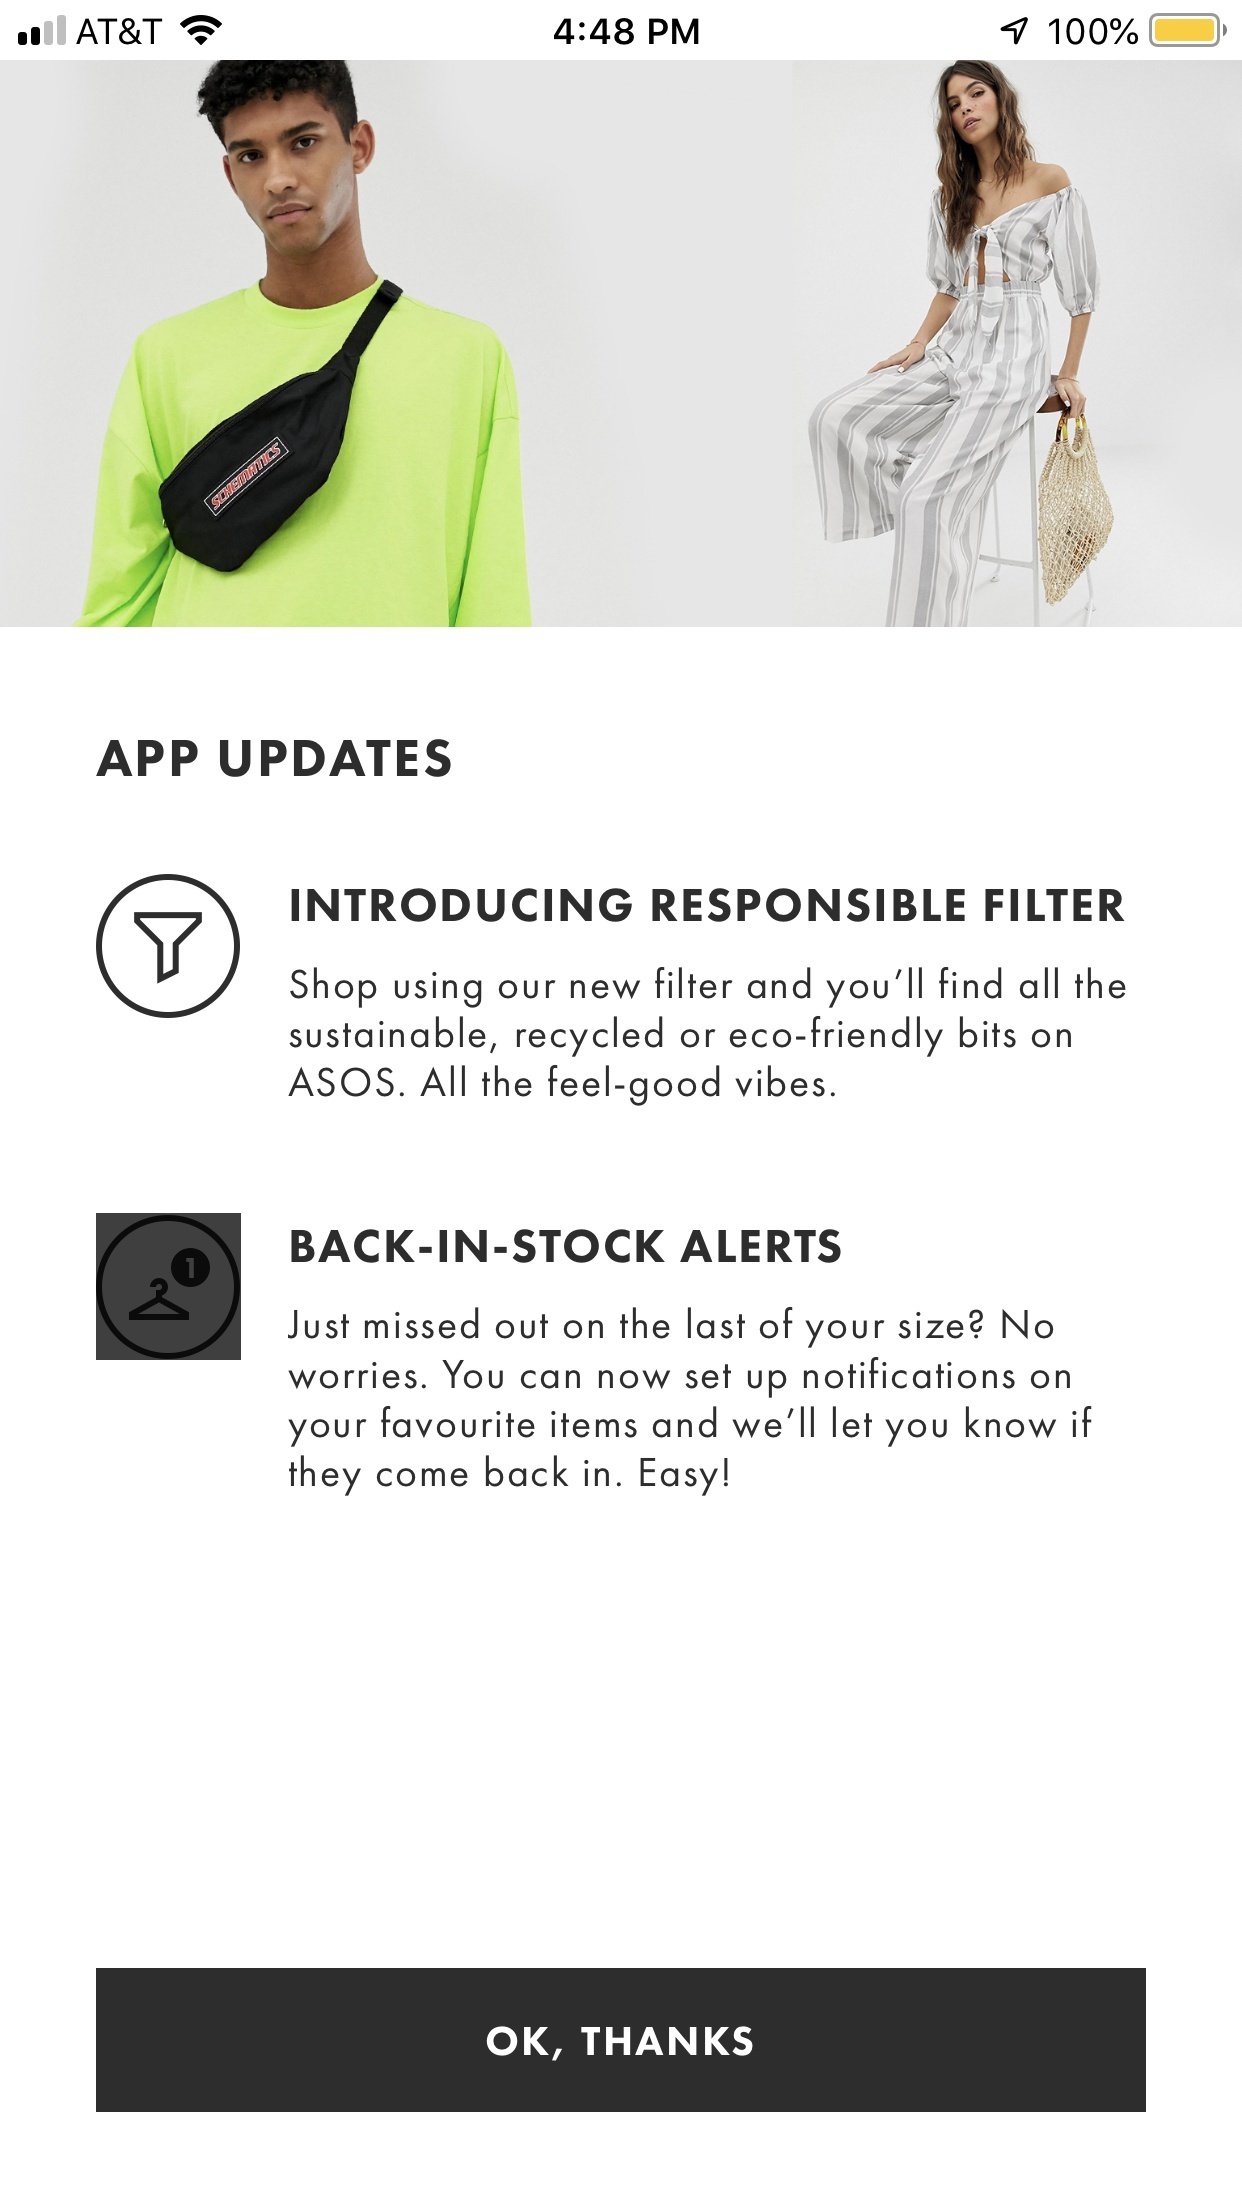 AT&T 4:48 PM 100%
SCHEMATICS
APP UPDATES
INTRODUCING RESPONSIBLE FILTER
Shop using our new filter and you’ll find all the
sustainable, recycled or eco-friendly bits on
ASOS. All the feel-good vibes.
1
BACK-IN-STOCK ALERTS
Just missed out on the last of your size? No
worries. You can now set up notifications on
your favourite items and we’ll let you know if
they come back in. Easy!
OK, THANKS